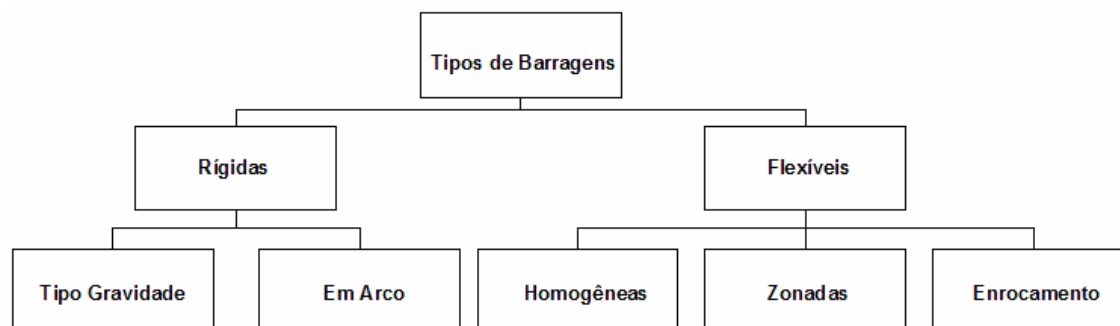 Tipos de Barragens
Rígidas
Flexíveis
Tipo Gravidade
Em Arco
Homogêneas
Zonadas
Enrocamento